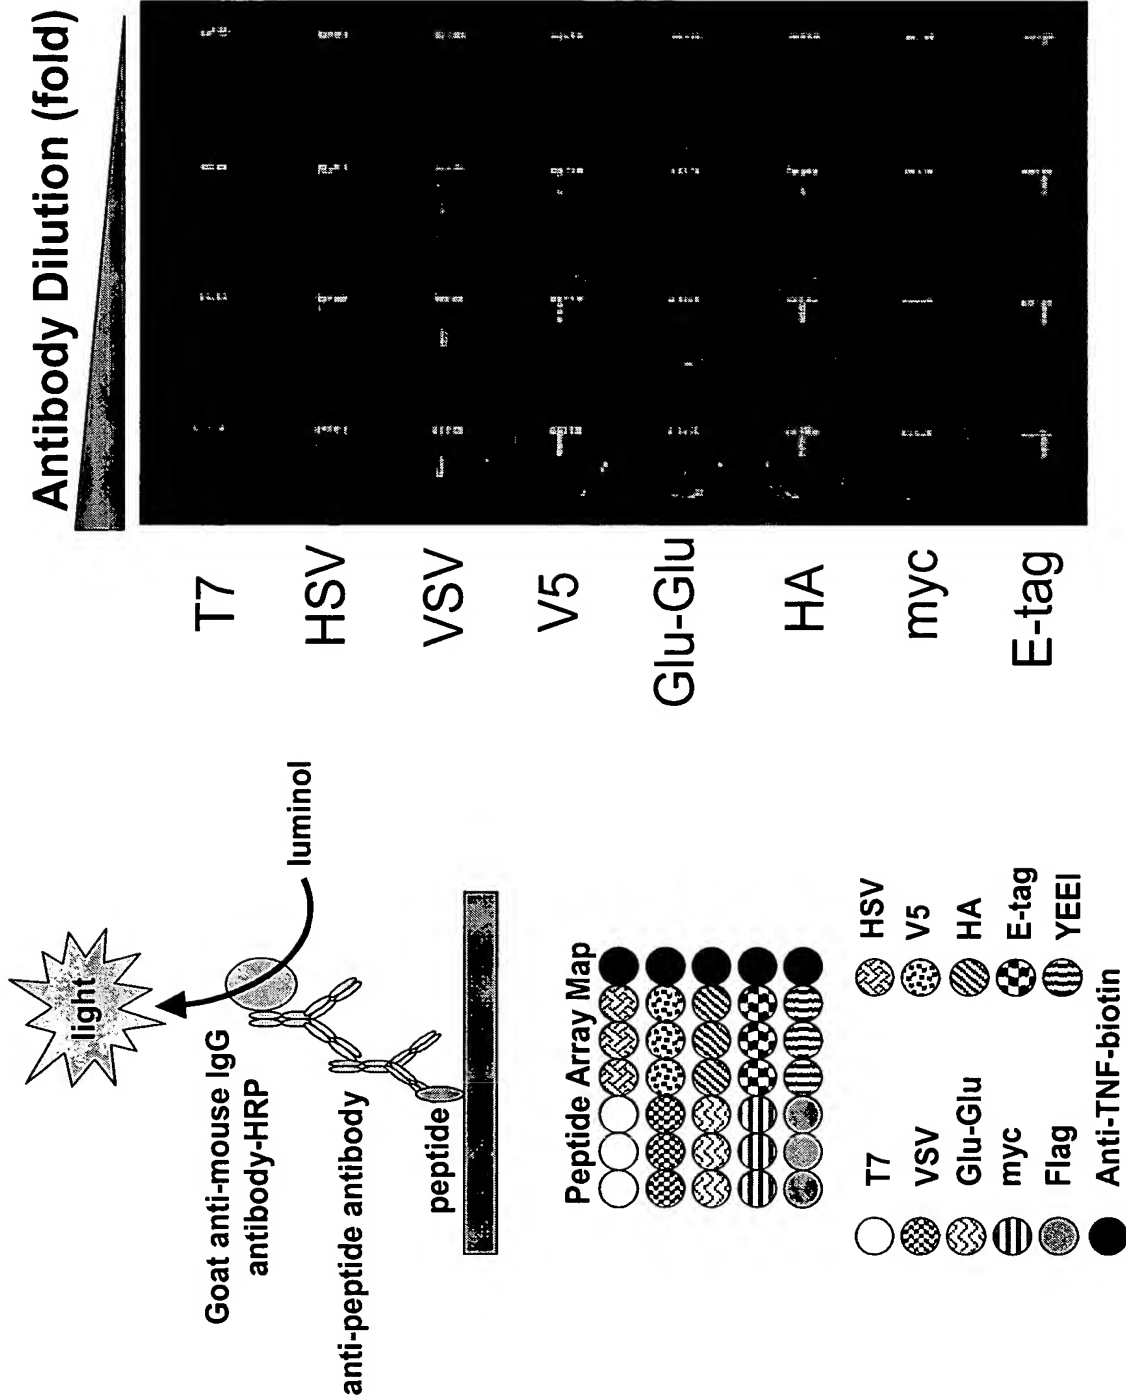 Antibody Dilution (fold)
T7
HSV
VSV
V5
Glu-Glu
HA
myc
E-tag
light
luminol
Goat anti-mouse IgG
antibody-HRP
anti-peptide antibody
peptide
Peptide Array Map
T7
HSV
VSV
V5
Glu-Glu
HA
myc
E-tag
Flag
YEEI
Anti-TNF-biotin